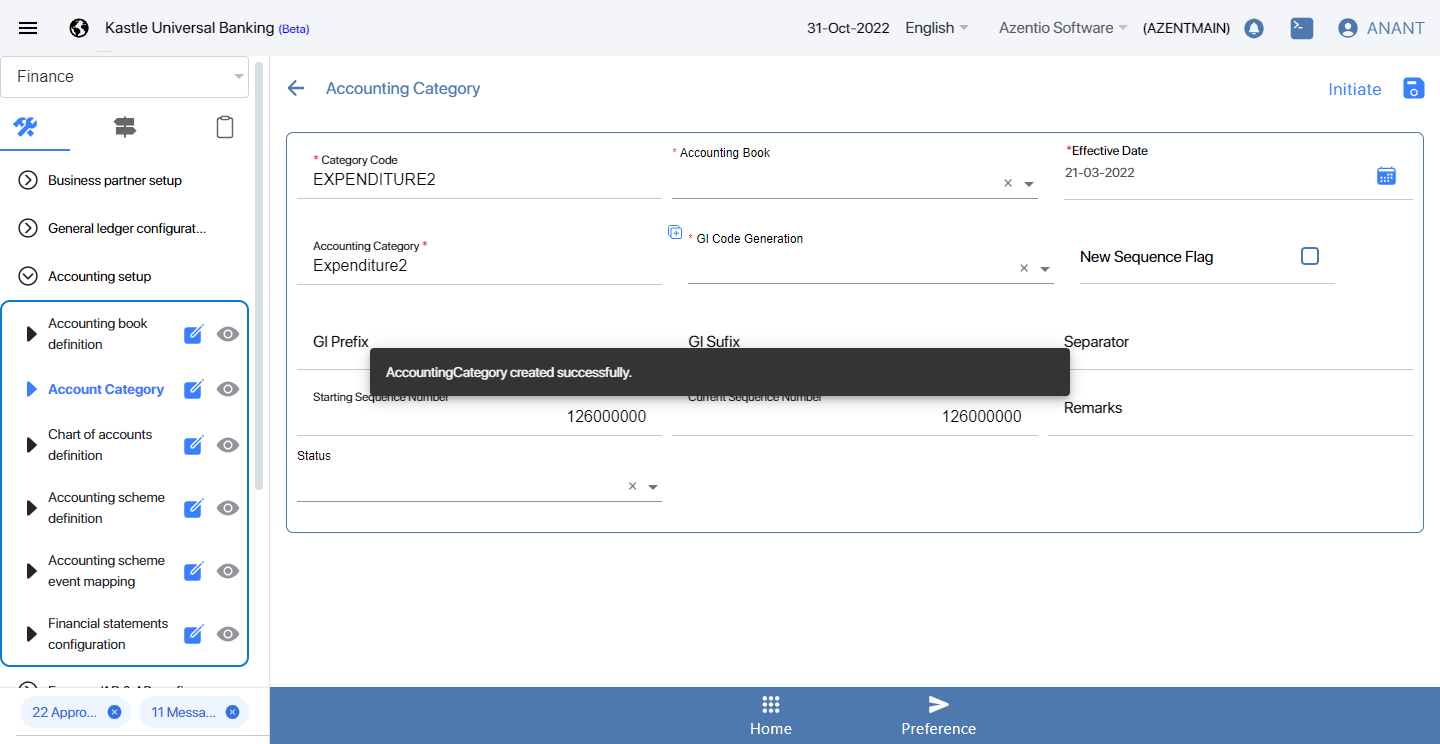 Kastle Universal Banking (Beta)
31-Oct-2022
English
Azentio Software
(AZENTMAIN)
ANANT
Finance
Business partner setup
General ledger configurat...
Accounting setup
Accounting book
definition
Account Category
Chart of accounts
definition
Accounting scheme
definition
Accounting scheme
event mapping
Financial statements
configuration
22 Appro...
11 Messa...
Accounting Category
Initiate
* Category Code
EXPENDITURE2
* Accounting Book
*Effective Date
21-03-2022
Accounting Category *
Expenditure2
* GI Code Generation
New Sequence Flag
GI Prefix
GI Sufix
Separator
AccountingCategory created successfully.
Starting Sequence Number
126000000
Current Sequence Number
126000000
Remarks
Status
Home
Preference